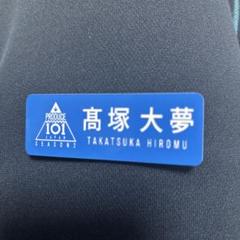 PRODUCE
101
JAPAN
SEASON2
髙塚 大夢
TAKATSUKA HIROMU